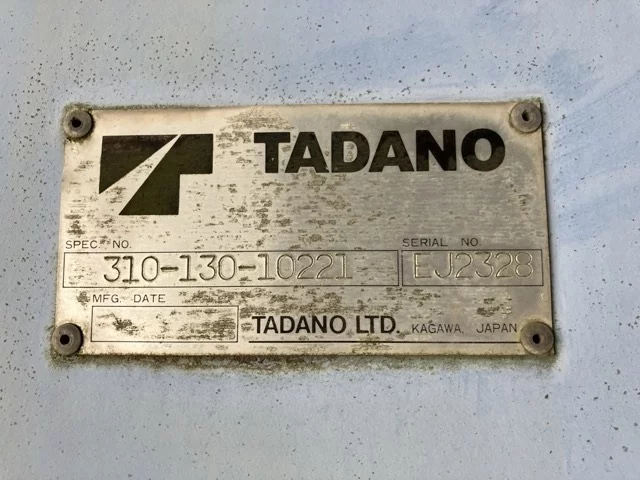 TADANO
SPEC. NO. SERIAL NO.
310-130-10221 EJ2328
MFG. DATE
TADANO LTD. KAGAWA, JAPAN